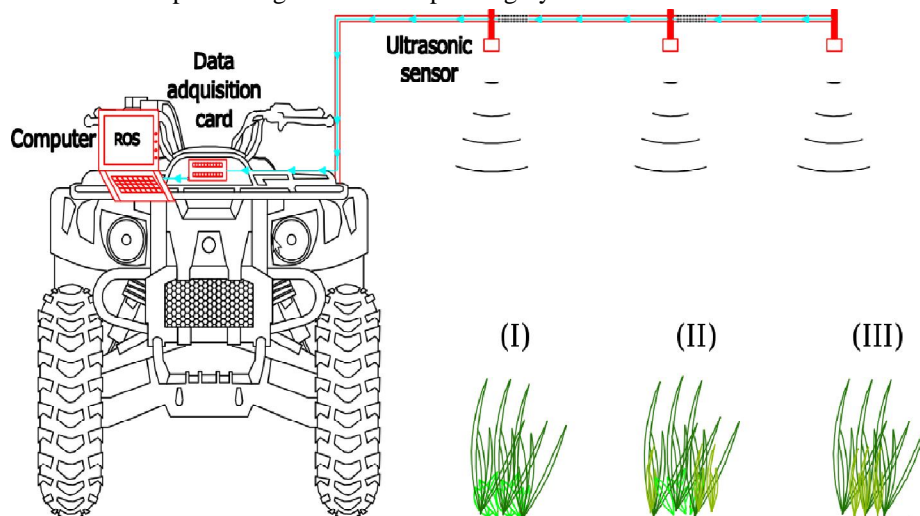 Ultrasonic
sensor
Data
adquisition
card
Computer
ROS
(I)
(II)
(III)